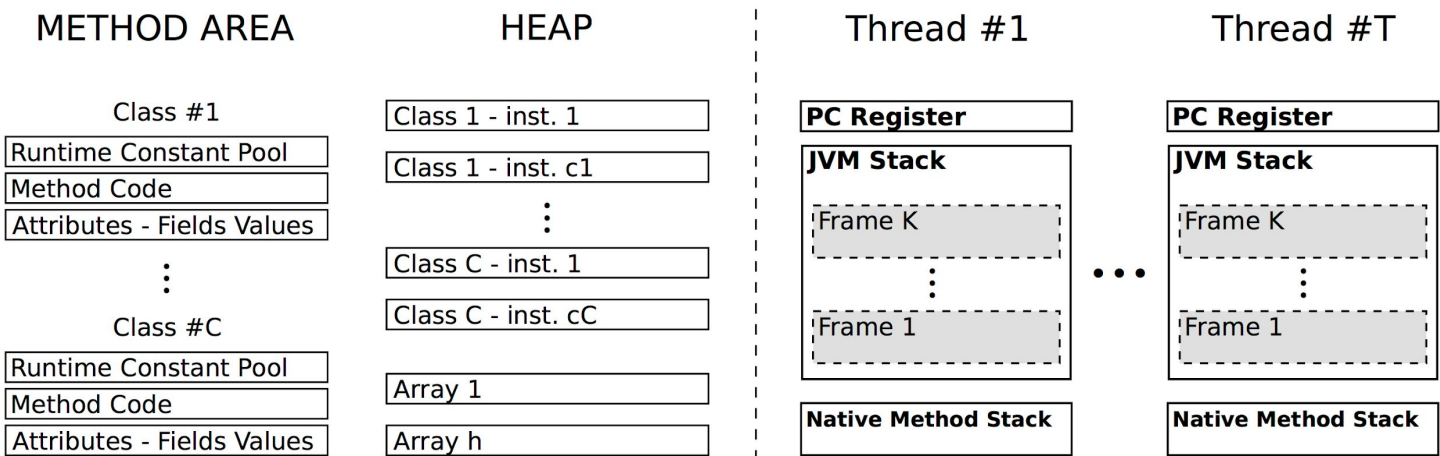 METHOD AREA
Class #1
Runtime Constant Pool
Method Code
Attributes - Fields Values
Class #C
Runtime Constant Pool
Method Code
Attributes - Fields Values
HEAP
Class 1 - inst. 1
Class 1 - inst. c1
Class C - inst. 1
Class C - inst. cC
Array 1
Array h
Thread #1
PC Register
JVM Stack
Frame K
Frame 1
Native Method Stack
Thread #T
PC Register
JVM Stack
Frame K
Frame 1
Native Method Stack